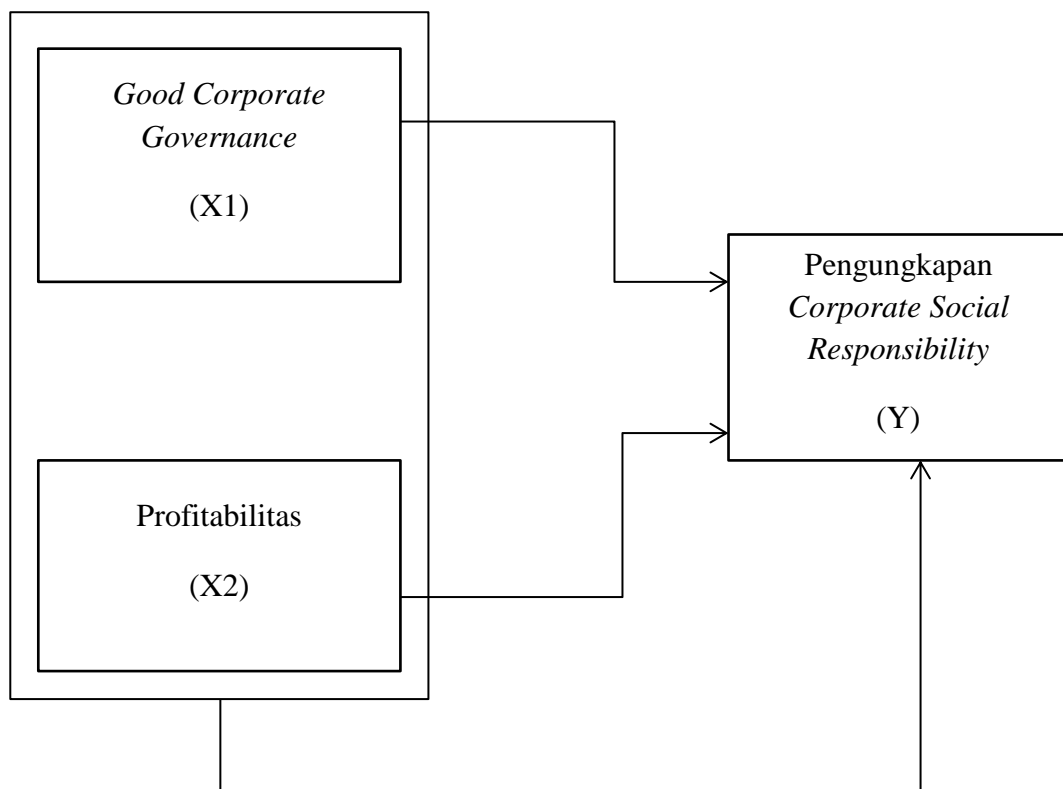 Good Corporate
Governance
(X1)
Pengungkapan
Corporate Social
Responsibility
(Y)
Profitabilitas
(X2)